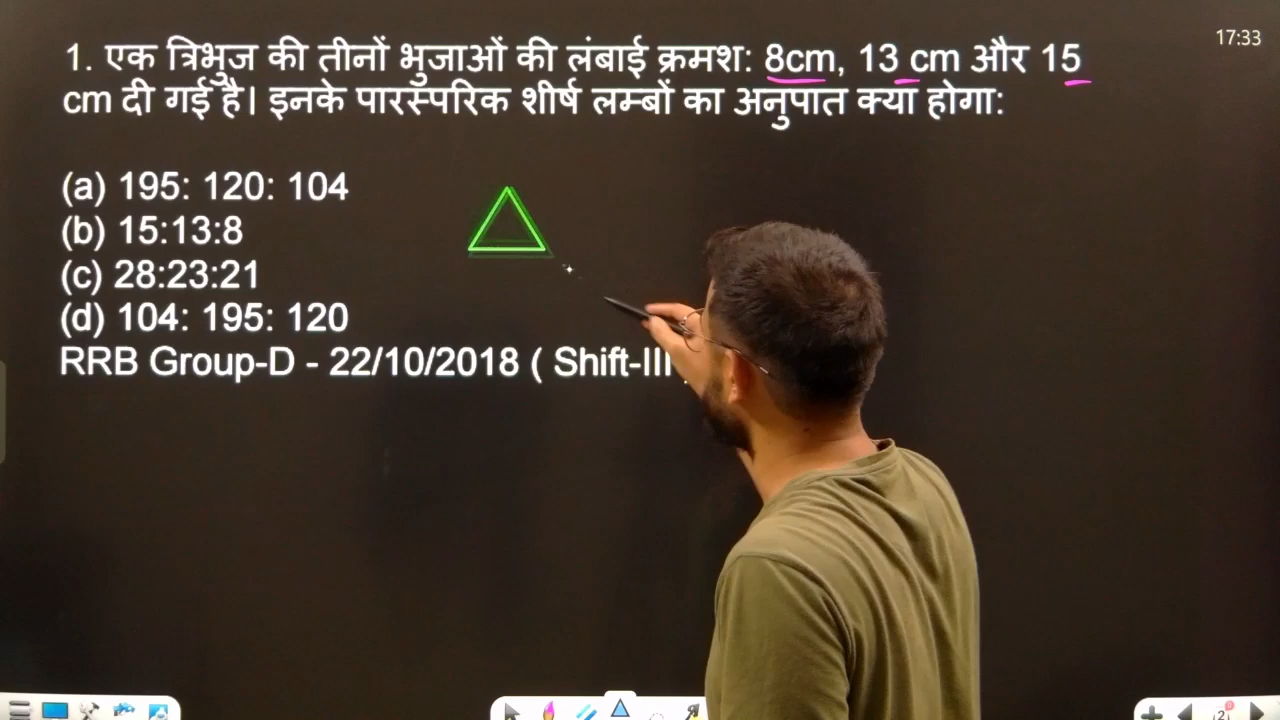 17:33
1. एक त्रिभुज की तीनों भुजाओं की लंबाई क्रमश: 8cm, 13 cm और 15
cm दी गई है। इनके पारस्परिक शीर्ष लम्बों का अनुपात क्या होगा:
(a) 195: 120: 104
(b) 15:13:8
(c) 28:23:21
(d) 104: 195: 120
RRB Group-D - 22/10/2018 ( Shift-III
2